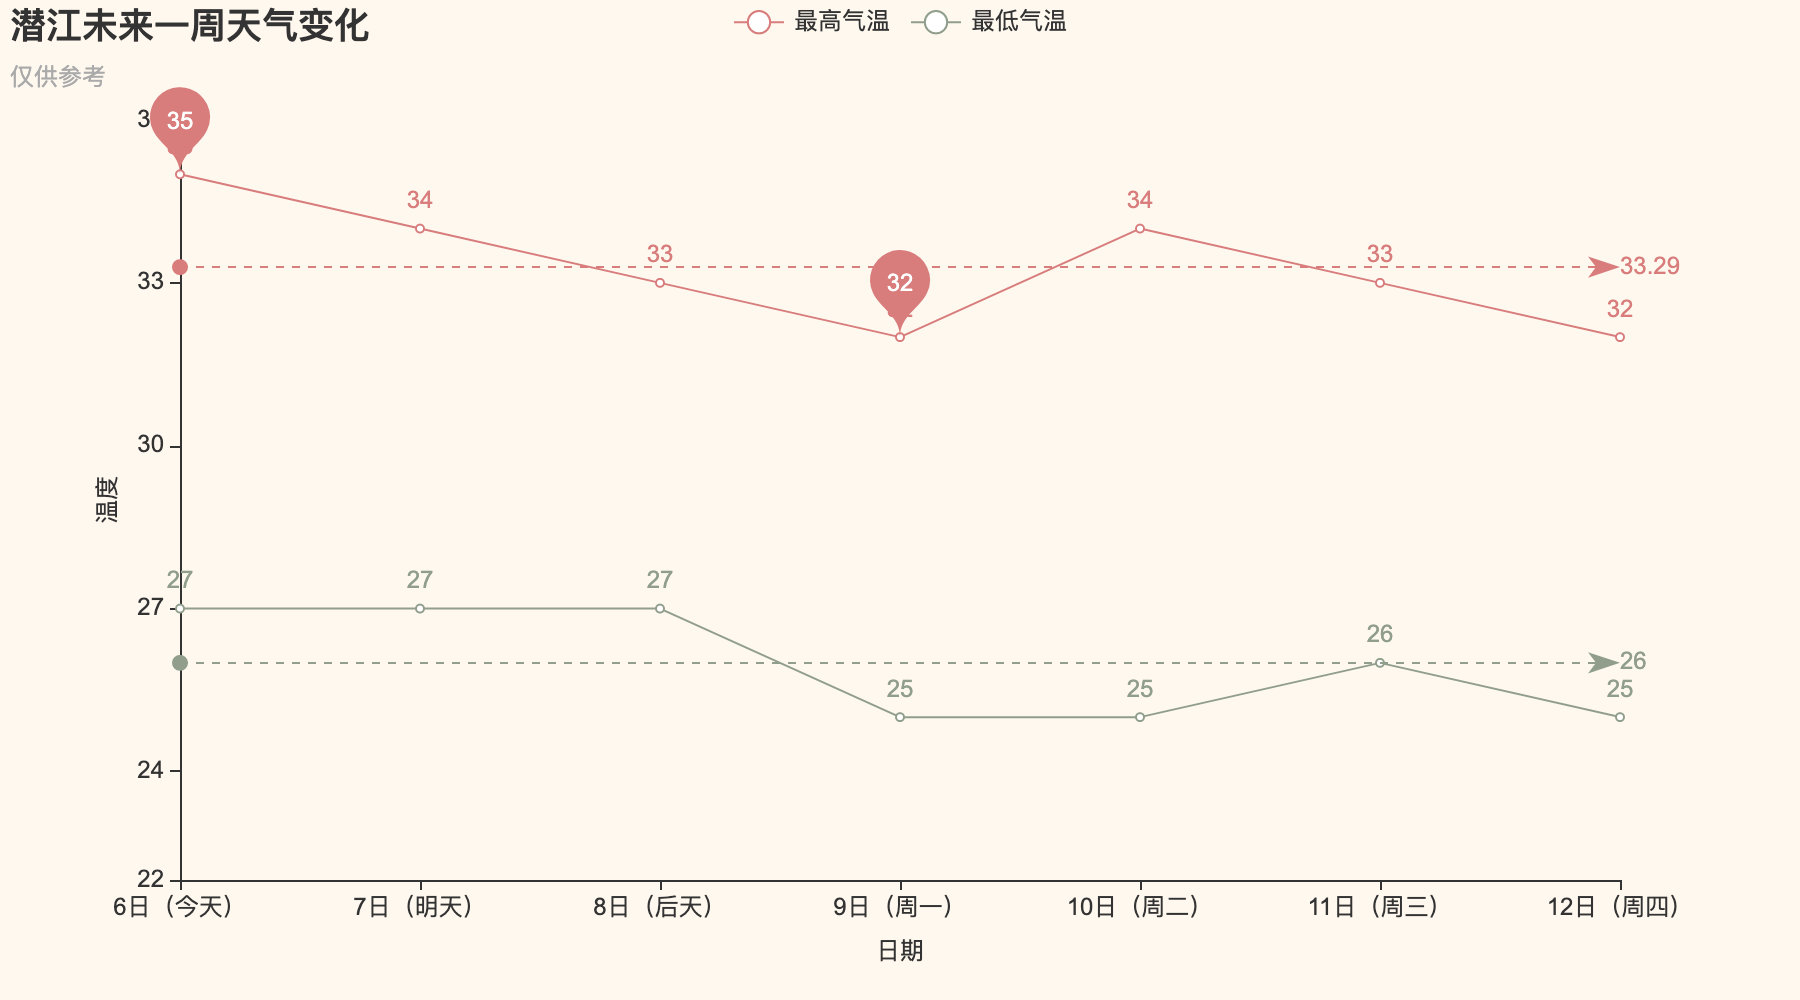 潜江未来一周天气变化
仅供参考
最高气温 最低气温
35
34
33
32
34
33
32
33.29
27
27
27
25
25
26
25
26
33
30
27
24
22
温度
6日（今天）
7日（明天）
8日（后天）
9日（周一）
10日（周二）
11日（周三）
12日（周四）
日期